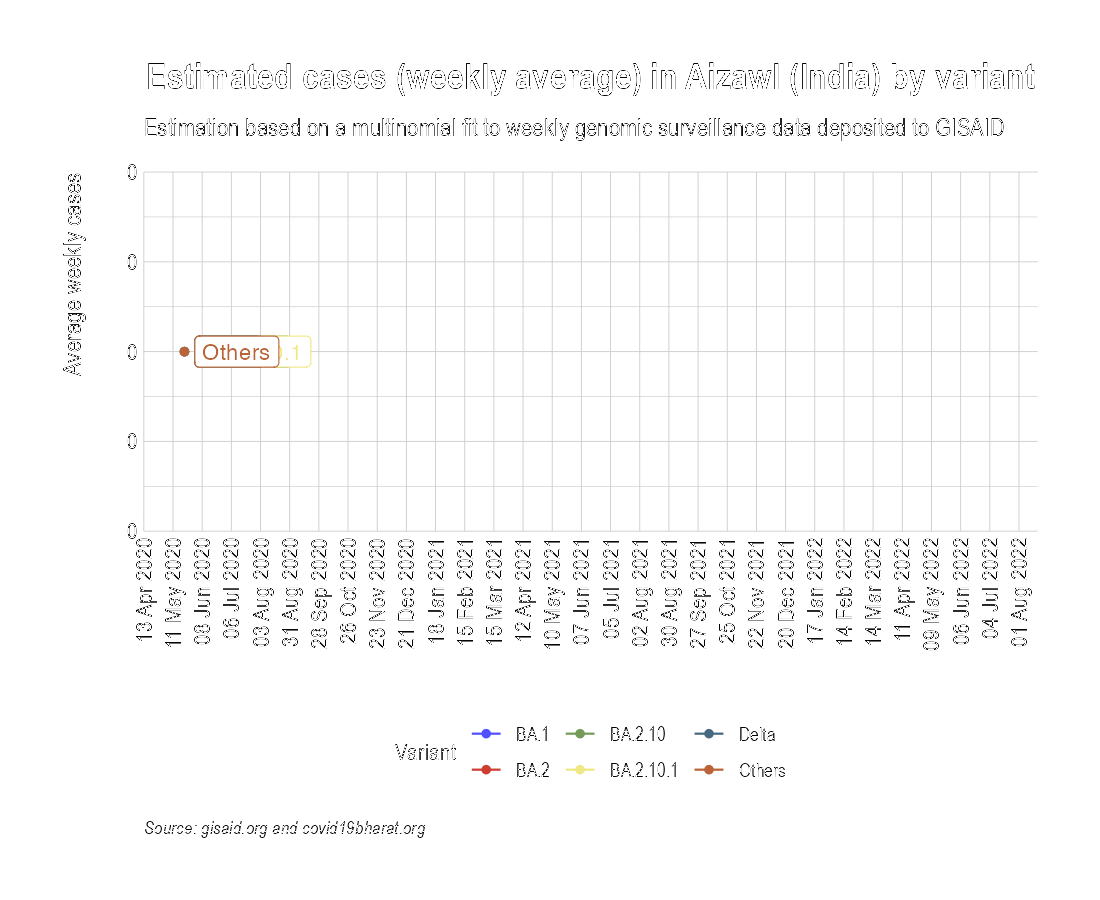 Estimated cases (weekly average) in Aizawl (India) by variant
Estimation based on a multinomial fit to weekly genomic surveillance data deposited to GISAID
Average weekly cases
0
0
0
0
0
Others
.1
13 Apr 2020
11 May 2020
08 Jun 2020
06 Jul 2020
03 Aug 2020
31 Aug 2020
28 Sep 2020
26 Oct 2020
23 Nov 2020
21 Dec 2020
18 Jan 2021
15 Feb 2021
15 Mar 2021
12 Apr 2021
10 May 2021
07 Jun 2021
05 Jul 2021
02 Aug 2021
30 Aug 2021
27 Sep 2021
25 Oct 2021
22 Nov 2021
20 Dec 2021
17 Jan 2022
14 Feb 2022
14 Mar 2022
11 Apr 2022
09 May 2022
06 Jun 2022
04 Jul 2022
01 Aug 2022
Variant
BA.1
BA.2.10
Delta
BA.2
BA.2.10.1
Others
Source: gisaid.org and covid19bharat.org